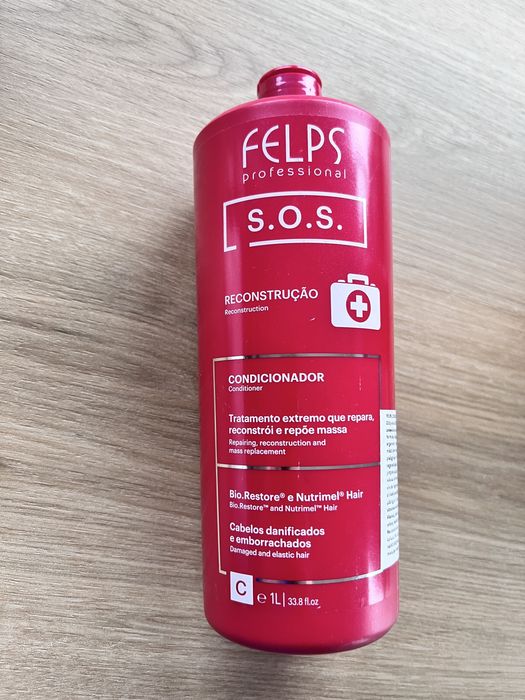 FELPS
professional
S.O.S.
RECONSTRUÇÃO
Reconstruction
CONDICIONADOR
Conditioner
Tratamento extremo que repara,
reconstrói e repõe massa
Repairing, reconstruction and
mass replacement
Bio.Restore® e Nutrimel® Hair
Bio.Restore™ and Nutrimel™ Hair
Cabelos danificados
e emborrachados
Damaged and elastic hair
C ℮ 1L| 33.8 fl.oz